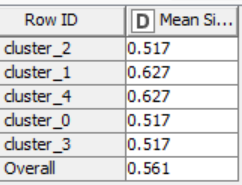 Row ID D Mean Si...
cluster_2 0.517
cluster_1 0.627
cluster_4 0.627
cluster_0 0.517
cluster_3 0.517
Overall 0.561